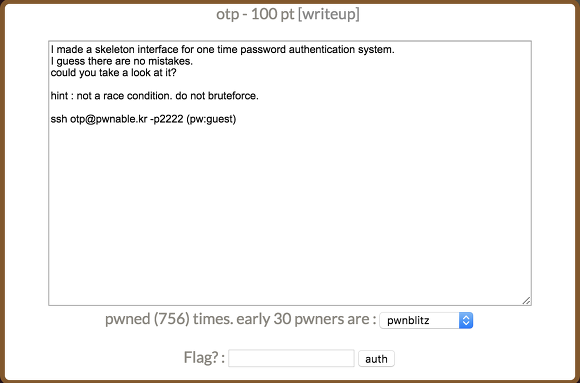 otp - 100 pt [writeup]
I made a skeleton interface for one time password authentication system.
I guess there are no mistakes.
could you take a look at it?
hint : not a race condition. do not bruteforce.
ssh otp@pwnable.kr -p2222 (pw:guest)
pwned (756) times. early 30 pwners are : pwnblitz
Flag? : auth